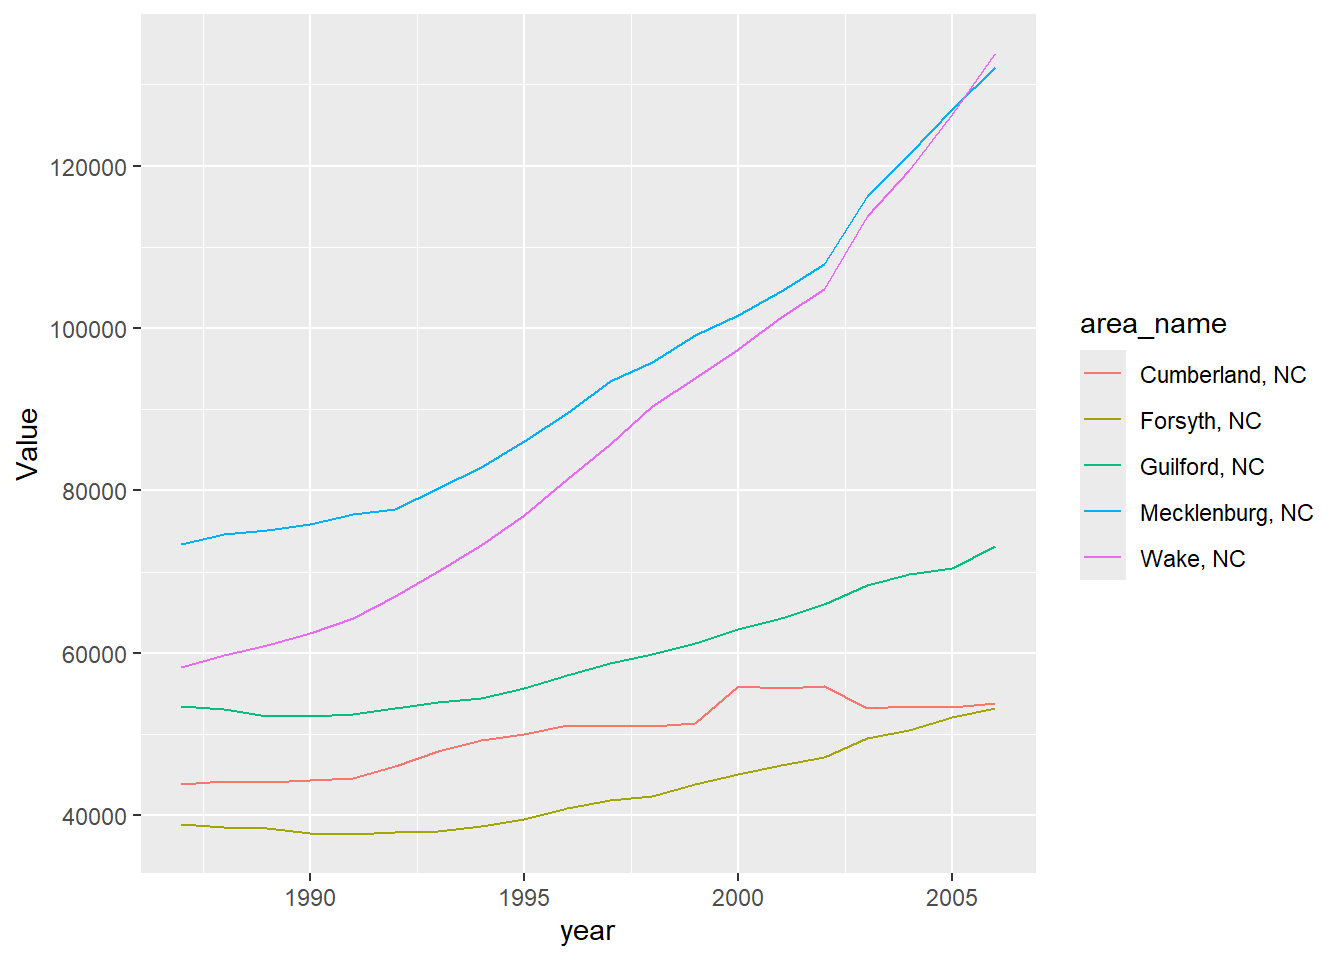 Value
120000
100000
80000
60000
40000
1990
1995
2000
2005
year
area_name
Cumberland, NC
Forsyth, NC
Guilford, NC
Mecklenburg, NC
Wake, NC